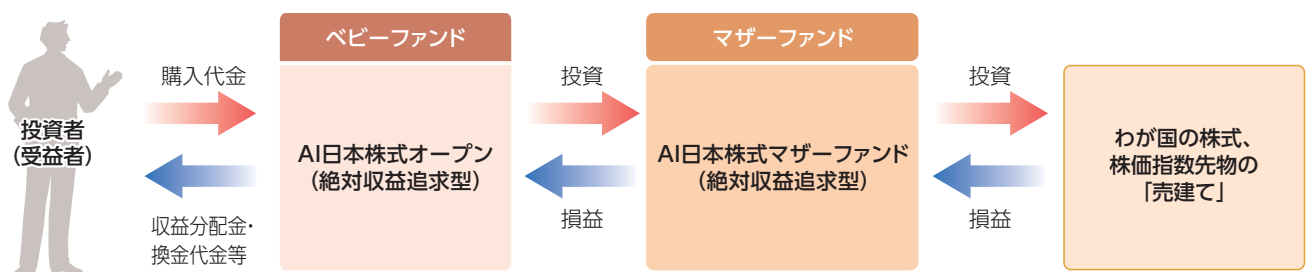 ベビーファンド
マザーファンド
購入代金
投資
投資
投資者
(受益者)
AI日本株式オープン
(絶対収益追求型)
AI日本株式マザーファンド
(絶対収益追求型)
わが国の株式、
株価指数先物の
「売建て」
収益分配金・
換金代金等
損益
損益